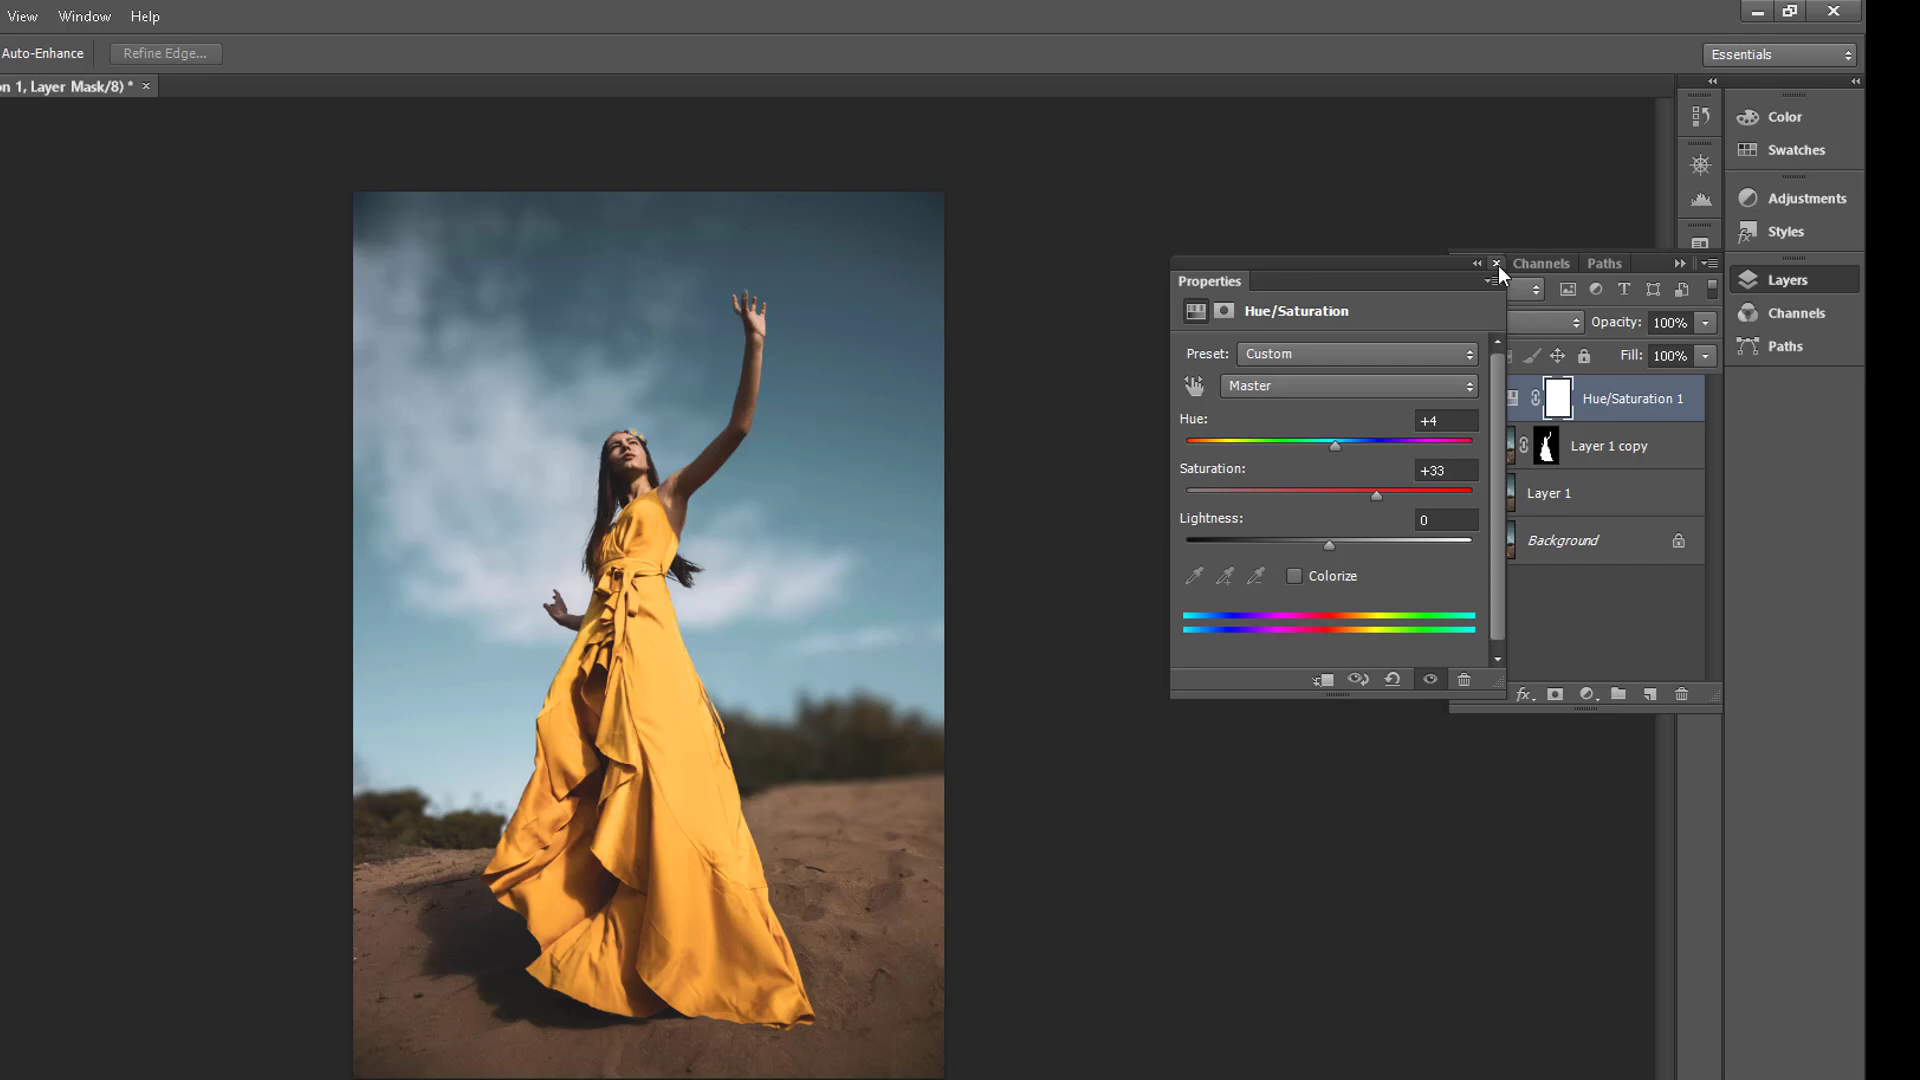 View Window Help
Auto-Enhance Refine Edge... Essentials
on 1, Layer Mask/8) * ×
Color
Swatches
Adjustments
Styles
Layers
Channels
Paths
Channels Paths
Properties
Hue/Saturation
Preset: Custom
Master
Hue: +4
Saturation: +33
Lightness: 0
Colorize
Opacity: 100%
Fill: 100%
Hue/Saturation 1
Layer 1 copy
Layer 1
Background
fx